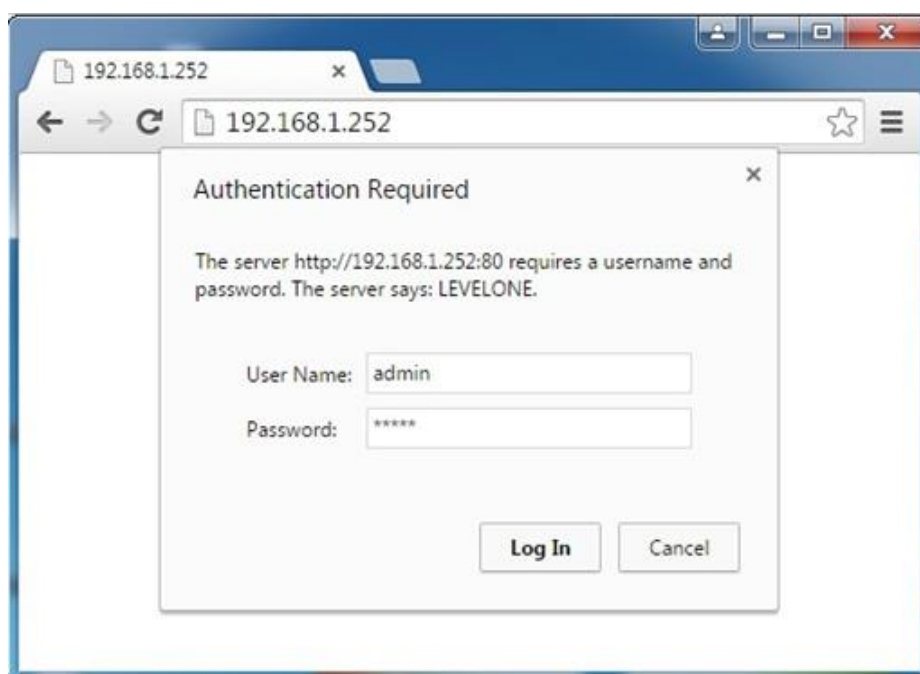 192.168.1.252
192.168.1.252
Authentication Required
The server http://192.168.1.252:80 requires a username and
password. The server says: LEVELONE.
User Name: admin
Password: *****
Log In Cancel